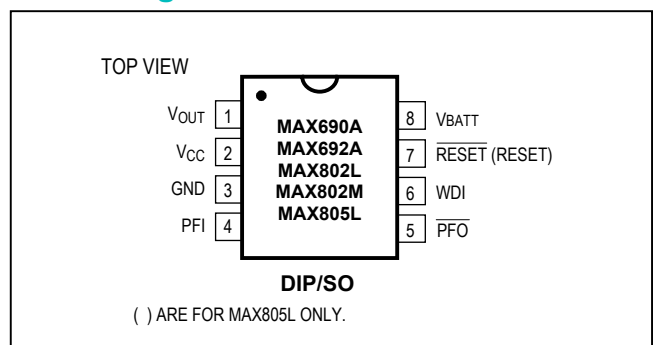 TOP VIEW
VOUT 1
VCC 2
GND 3
PFI 4
MAX690A
MAX692A
MAX802L
MAX802M
MAX805L
8 VBATT
7 RESET (RESET)
6 WDI
5 PFO
DIP/SO
( ) ARE FOR MAX805L ONLY.